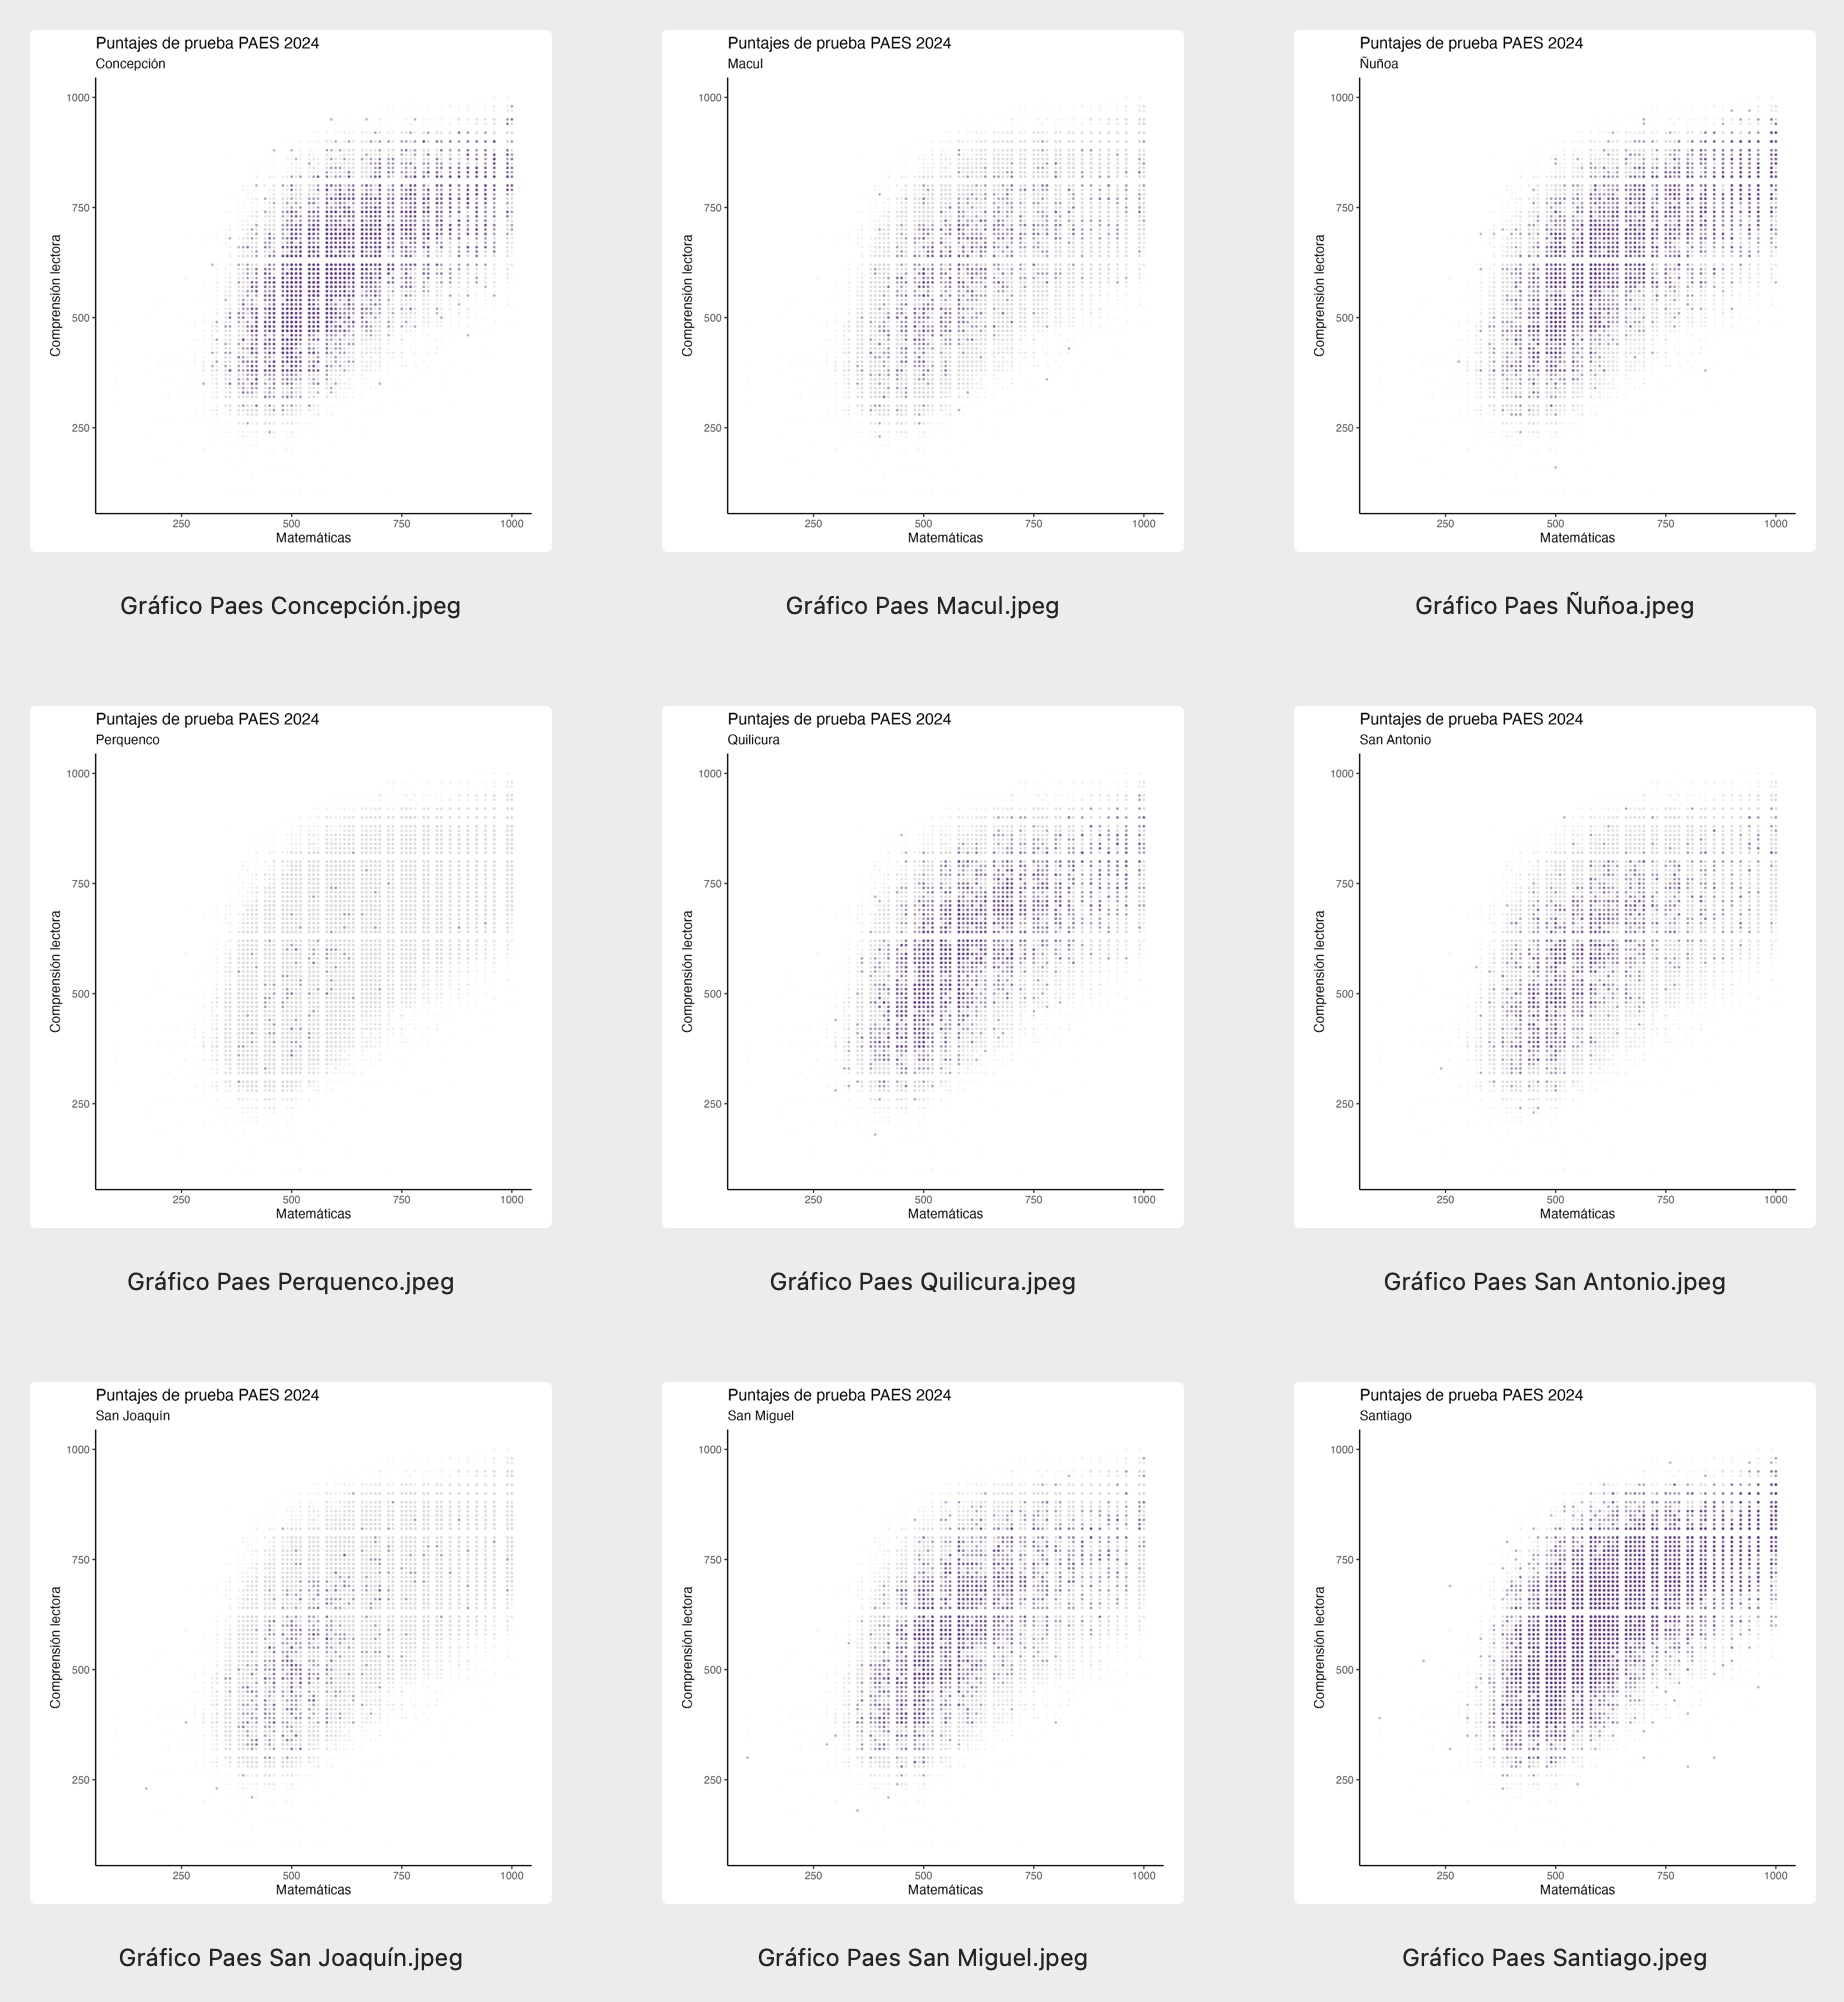 Puntajes de prueba PAES 2024
Concepción
1000
750
500
250
Comprensión lectora
250 500 750 1000
Matemáticas
Gráfico Paes Concepción.jpeg
Puntajes de prueba PAES 2024
Macul
1000
750
500
250
Comprensión lectora
250 500 750 1000
Matemáticas
Gráfico Paes Macul.jpeg
Puntajes de prueba PAES 2024
Ñuñoa
1000
750
500
250
Comprensión lectora
250 500 750 1000
Matemáticas
Gráfico Paes Ñuñoa.jpeg
Puntajes de prueba PAES 2024
Perquenco
1000
750
500
250
Comprensión lectora
250 500 750 1000
Matemáticas
Gráfico Paes Perquenco.jpeg
Puntajes de prueba PAES 2024
Quilicura
1000
750
500
250
Comprensión lectora
250 500 750 1000
Matemáticas
Gráfico Paes Quilicura.jpeg
Puntajes de prueba PAES 2024
San Antonio
1000
750
500
250
Comprensión lectora
250 500 750 1000
Matemáticas
Gráfico Paes San Antonio.jpeg
Puntajes de prueba PAES 2024
San Joaquín
1000
750
500
250
Comprensión lectora
250 500 750 1000
Matemáticas
Gráfico Paes San Joaquín.jpeg
Puntajes de prueba PAES 2024
San Miguel
1000
750
500
250
Comprensión lectora
250 500 750 1000
Matemáticas
Gráfico Paes San Miguel.jpeg
Puntajes de prueba PAES 2024
Santiago
1000
750
500
250
Comprensión lectora
250 500 750 1000
Matemáticas
Gráfico Paes Santiago.jpeg